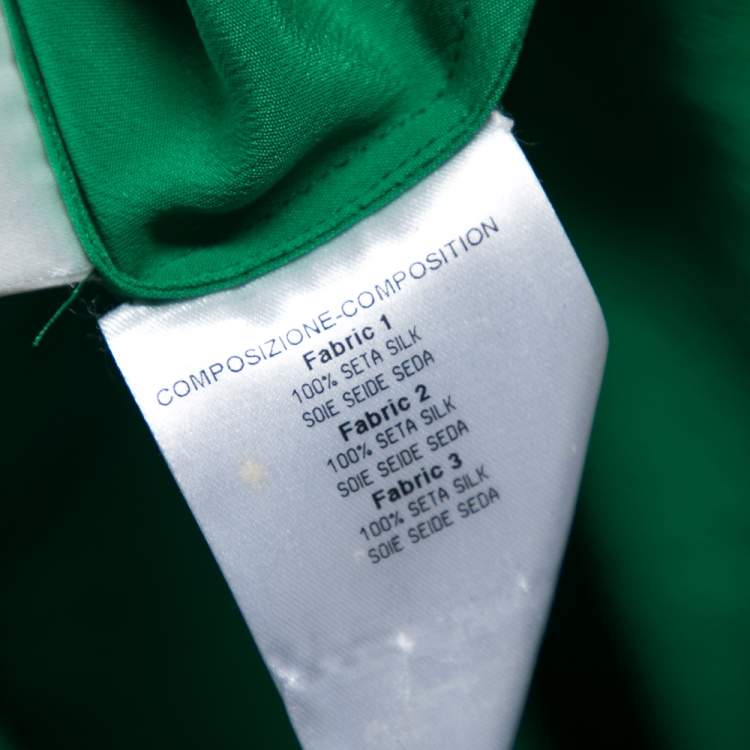 COMPOSIZIONE-COMPOSITION
Fabric 1
100% SETA SILK
SOIE SEIDE SEDA
Fabric 2
100% SETA SILK
SOIE SEIDE SEDA
Fabric 3
100% SETA SILK
SOIE SEIDE SEDA